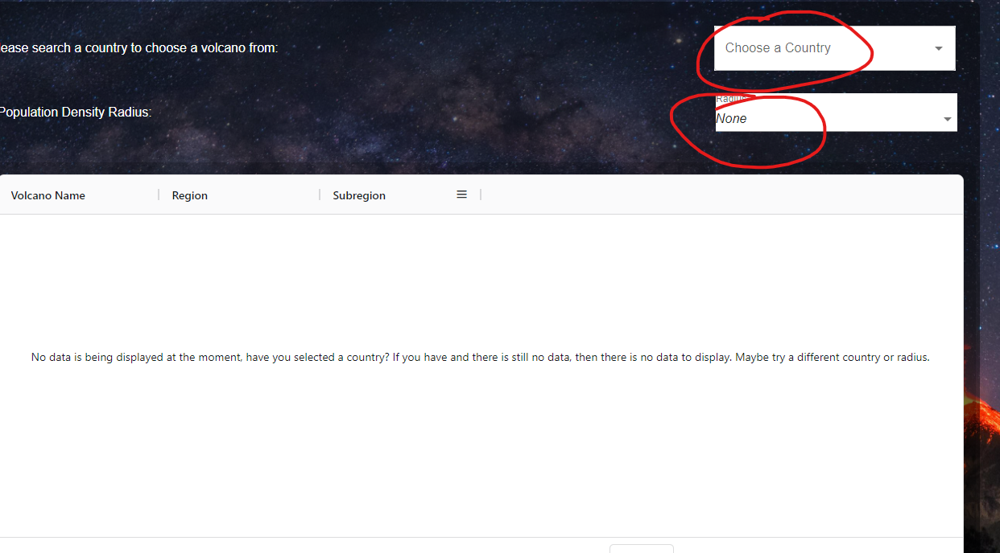 ease search a country to choose a volcano from:
Choose a Country
Population Density Radius:
Radius
None
Volcano Name
Region
Subregion
No data is being displayed at the moment, have you selected a country? If you have and there is still no data, then there is no data to display. Maybe try a different country or radius.